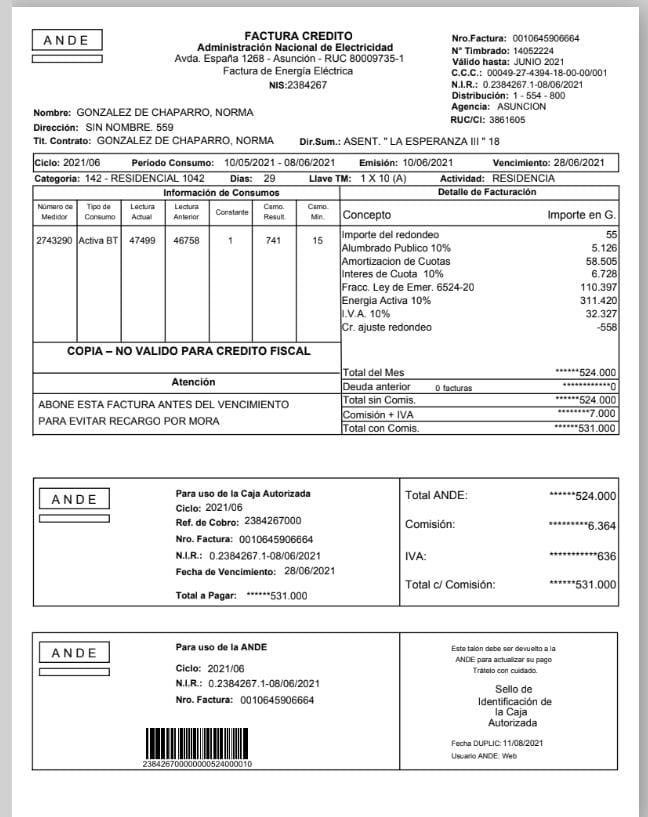 ANDE
FACTURA CREDITO
Administración Nacional de Electricidad
Avda. España 1268 - Asunción - RUC 80009735-1
Factura de Energía Eléctrica
NIS:2384267
Nro.Factura: 0010645906664
N° Timbrado: 14052224
Válido hasta: JUNIO 2021
C.C.C.: 00049-27-4394-18-00-00/001
N.I.R.: 0.2384267.1-08/06/2021
Distribución: 1 - 554 - 800
Agencia: ASUNCION
RUC/CI: 3861605
Nombre: GONZALEZ DE CHAPARRO, NORMA
Dirección: SIN NOMBRE. 559
Tit. Contrato: GONZALEZ DE CHAPARRO, NORMA Dir.Sum.: ASENT. " LA ESPERANZA III " 18
Ciclo: 2021/06 Periodo Consumo: 10/05/2021 - 08/06/2021 Emisión: 10/06/2021 Vencimiento: 28/06/2021
Categoria: 142 - RESIDENCIAL 1042 Dias: 29 Llave TM: 1 X 10 (A) Actividad: RESIDENCIA
Información de Consumos
Número de Medidor Tipo de Consumo Lectura Actual Lectura Anterior Constante Csmo. Result. Csmo. Min.
2743290 Activa BT 47499 46758 1 741 15
COPIA – NO VALIDO PARA CREDITO FISCAL
Atención
ABONE ESTA FACTURA ANTES DEL VENCIMIENTO
PARA EVITAR RECARGO POR MORA
Detalle de Facturación
Concepto Importe en G.
Importe del redondeo 55
Alumbrado Publico 10% 5.126
Amortizacion de Cuotas 58.505
Interes de Cuota 10% 6.728
Fracc. Ley de Emer. 6524-20 110.397
Energia Activa 10% 311.420
I.V.A. 10% 32.327
Cr. ajuste redondeo -558
Total del Mes ******524.000
Deuda anterior 0 facturas ************0
Total sin Comis. ******524.000
Comisión + IVA ********7.000
Total con Comis. ******531.000
ANDE
Para uso de la Caja Autorizada
Ciclo: 2021/06
Ref. de Cobro: 2384267000
Nro. Factura: 0010645906664
N.I.R.: 0.2384267.1-08/06/2021
Fecha de Vencimiento: 28/06/2021
Total a Pagar: ******531.000
Total ANDE: ******524.000
Comisión: *********6.364
IVA: ***********636
Total c/ Comisión: ******531.000
ANDE
Para uso de la ANDE
Ciclo: 2021/06
N.I.R.: 0.2384267.1-08/06/2021
Nro. Factura: 0010645906664
238426700000000524000010
Este talón debe ser devuelto a la
ANDE para actualizar su pago
Trátelo con cuidado.
Sello de
Identificación de
la Caja
Autorizada
Fecha DUPLIC: 11/08/2021
Usuario ANDE: Web